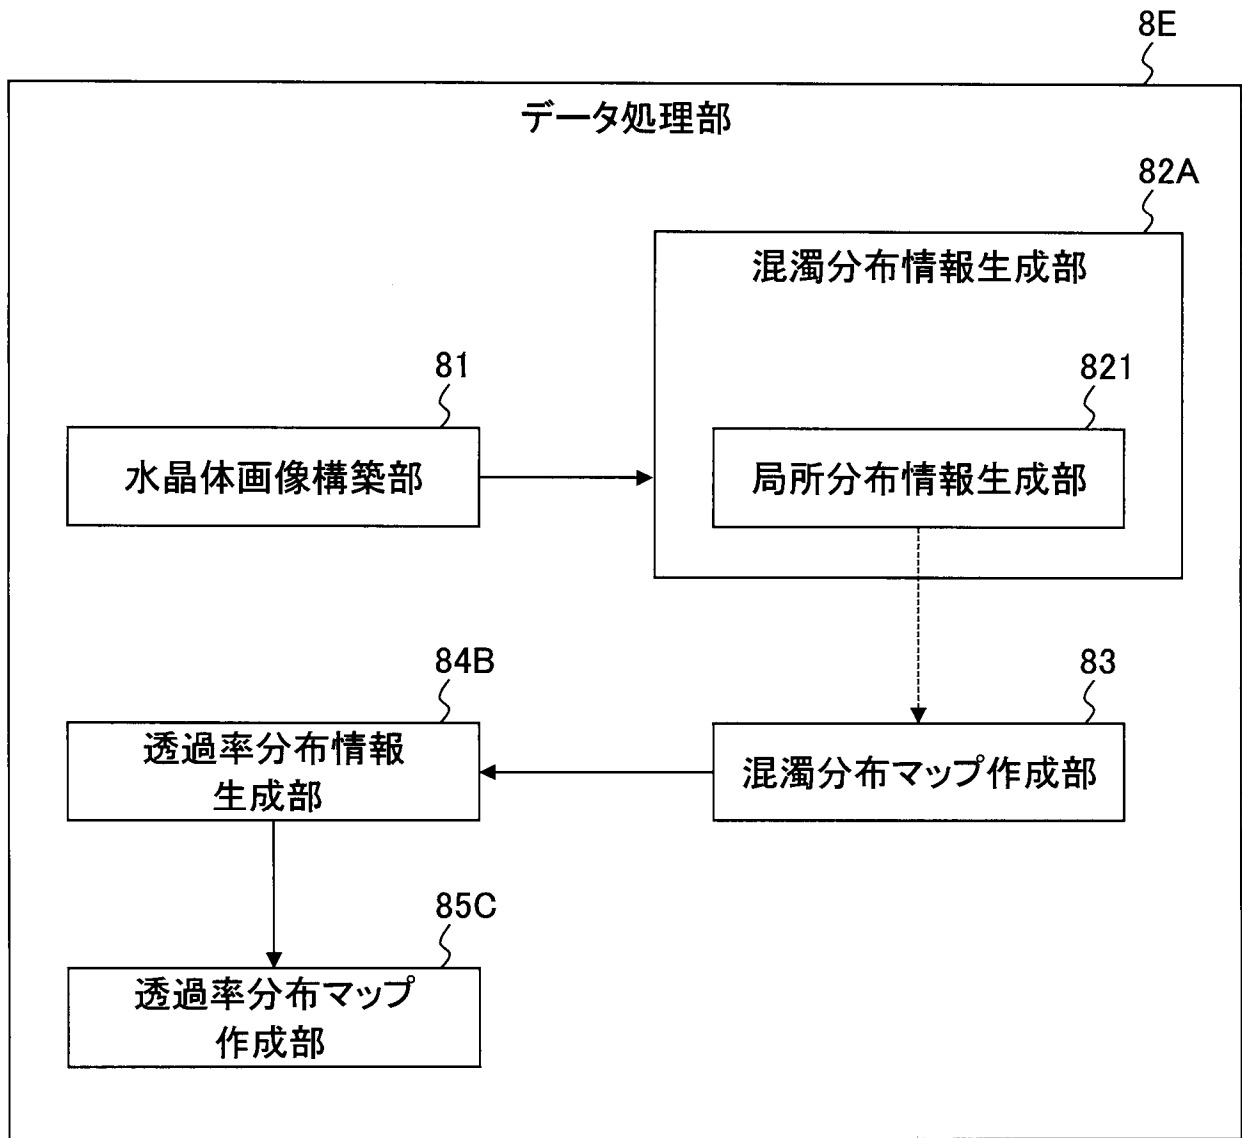 8E
データ処理部
82A
混濁分布情報生成部
81
821
水晶体画像構築部
局所分布情報生成部
84B
83
透過率分布情報
生成部
混濁分布マップ作成部
85C
透過率分布マップ
作成部